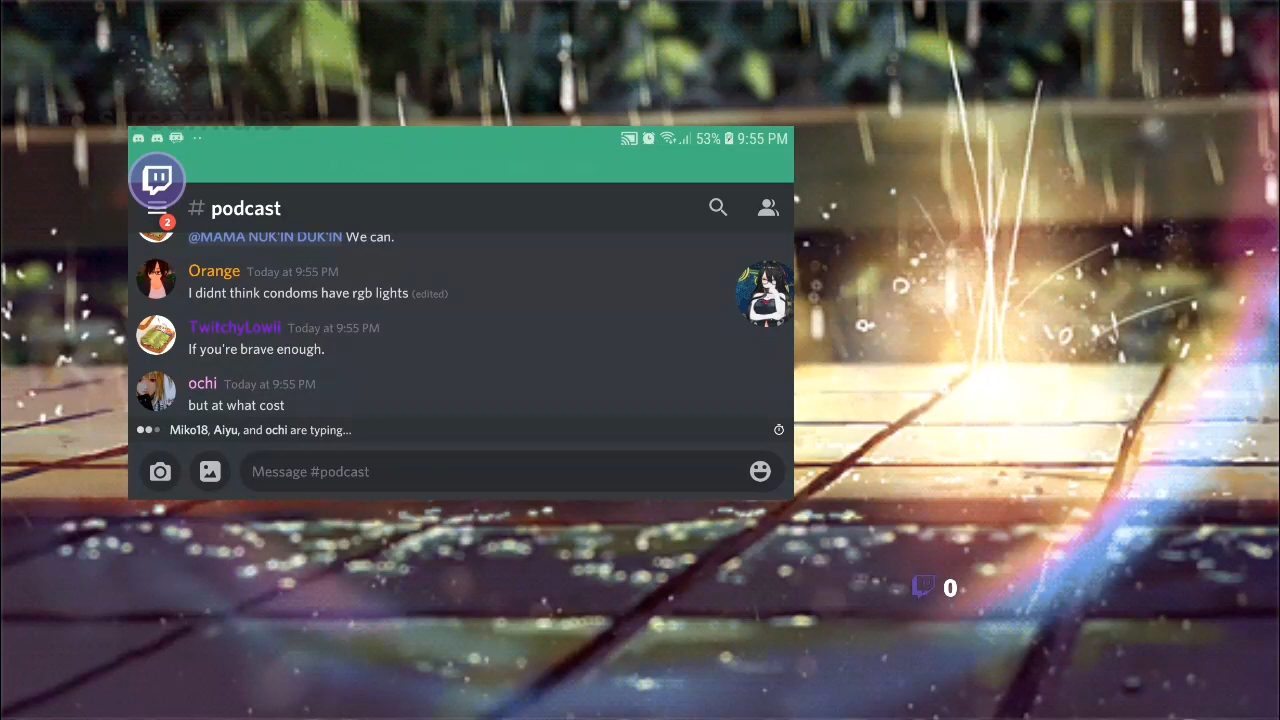 53% 9:55 PM
2
# podcast
@MAMA NUK'IN DUK'IN We can.
Orange Today at 9:55 PM
I didnt think condoms have rgb lights (edited)
TwitchyLowii Today at 9:55 PM
If you're brave enough.
ochi Today at 9:55 PM
but at what cost
Miko18, Aiyu, and ochi are typing...
Message #podcast
0